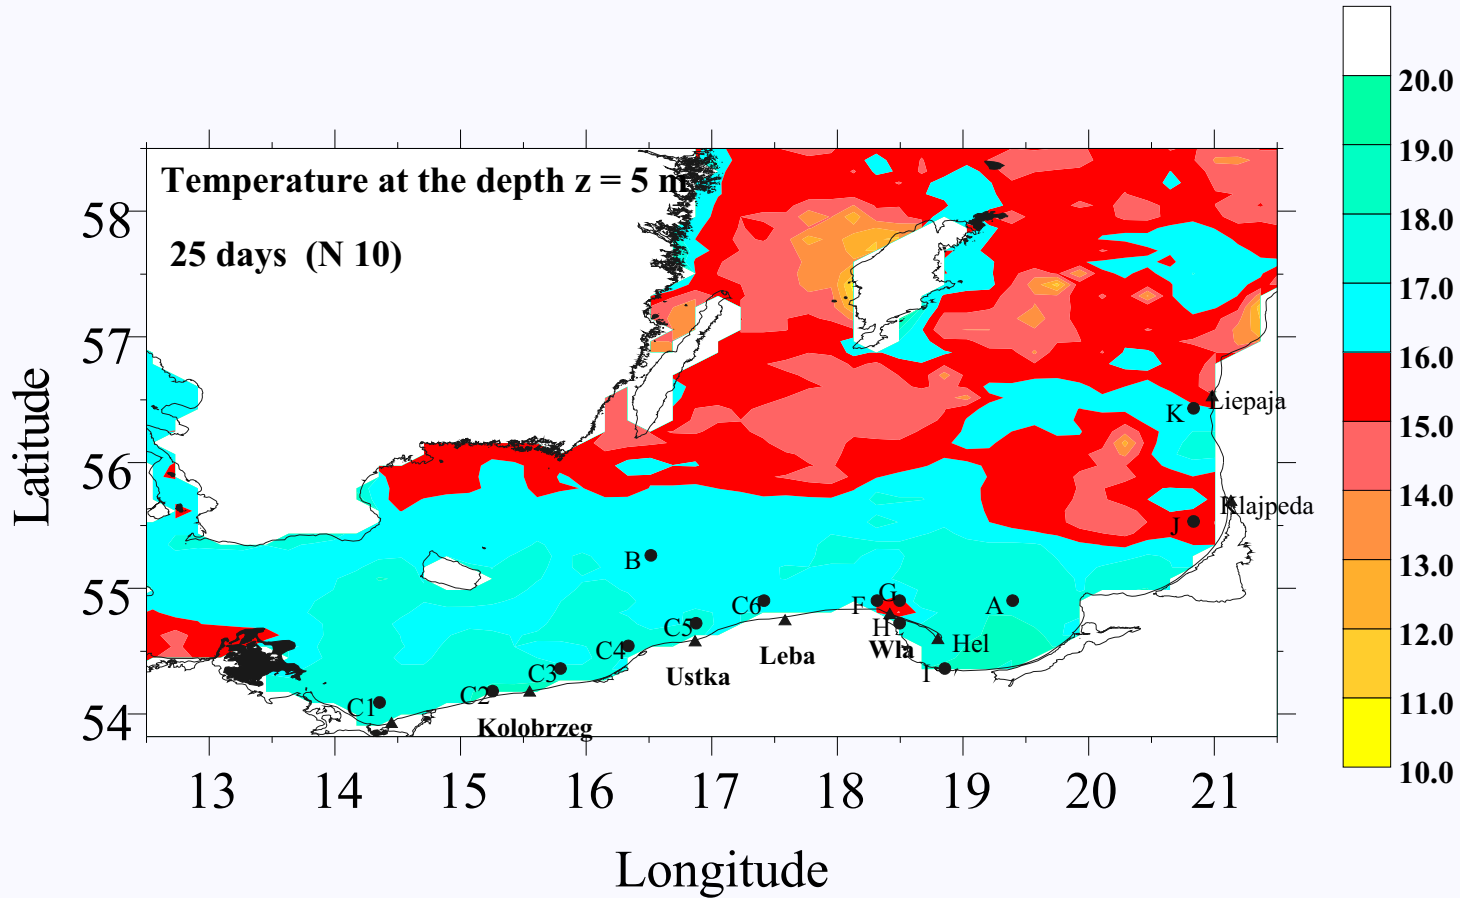 20.0
19.0
18.0
17.0
16.0
15.0
14.0
13.0
12.0
11.0
10.0
Temperature at the depth z = 5 m
25 days (N 10)
58
57
56
55
54
Latitude
K
Liepaja
Klajpeda
J
B
C6
F
G
A
C5
H
Hel
C4
Wla
Leba
C3
I
Ustka
C2
C1
Kolobrzeg
13
14
15
16
17
18
19
20
21
Longitude